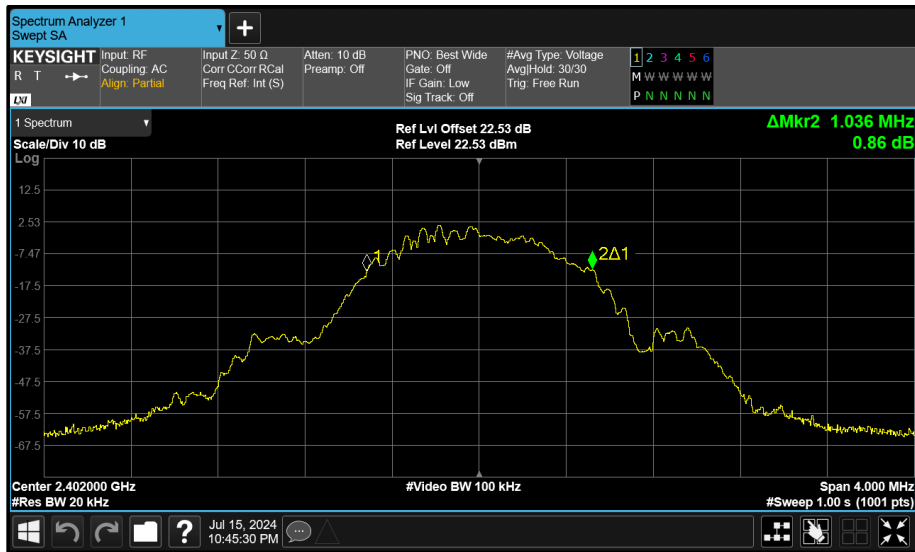 Spectrum Analyzer 1
Swept SA
+
KEYSIGHT
R T
LXI
Input: RF
Coupling: AC
Align: Partial
Input Z: 50 Ω
Corr CCorr RCal
Freq Ref: Int (S)
Atten: 10 dB
Preamp: Off
PNO: Best Wide
Gate: Off
IF Gain: Low
Sig Track: Off
#Avg Type: Voltage
Avg|Hold: 30/30
Trig: Free Run
1 2 3 4 5 6
M W W W W W
P N N N N N
1 Spectrum
Scale/Div 10 dB
Ref Lvl Offset 22.53 dB
Ref Level 22.53 dBm
ΔMkr2 1.036 MHz
0.86 dB
Log
12.5
2.53
-7.47
-17.5
-27.5
-37.5
-47.5
-57.5
-67.5
1
2Δ1
Center 2.402000 GHz
#Video BW 100 kHz
Span 4.000 MHz
#Res BW 20 kHz
#Sweep 1.00 s (1001 pts)
?
Jul 15, 2024
10:45:30 PM